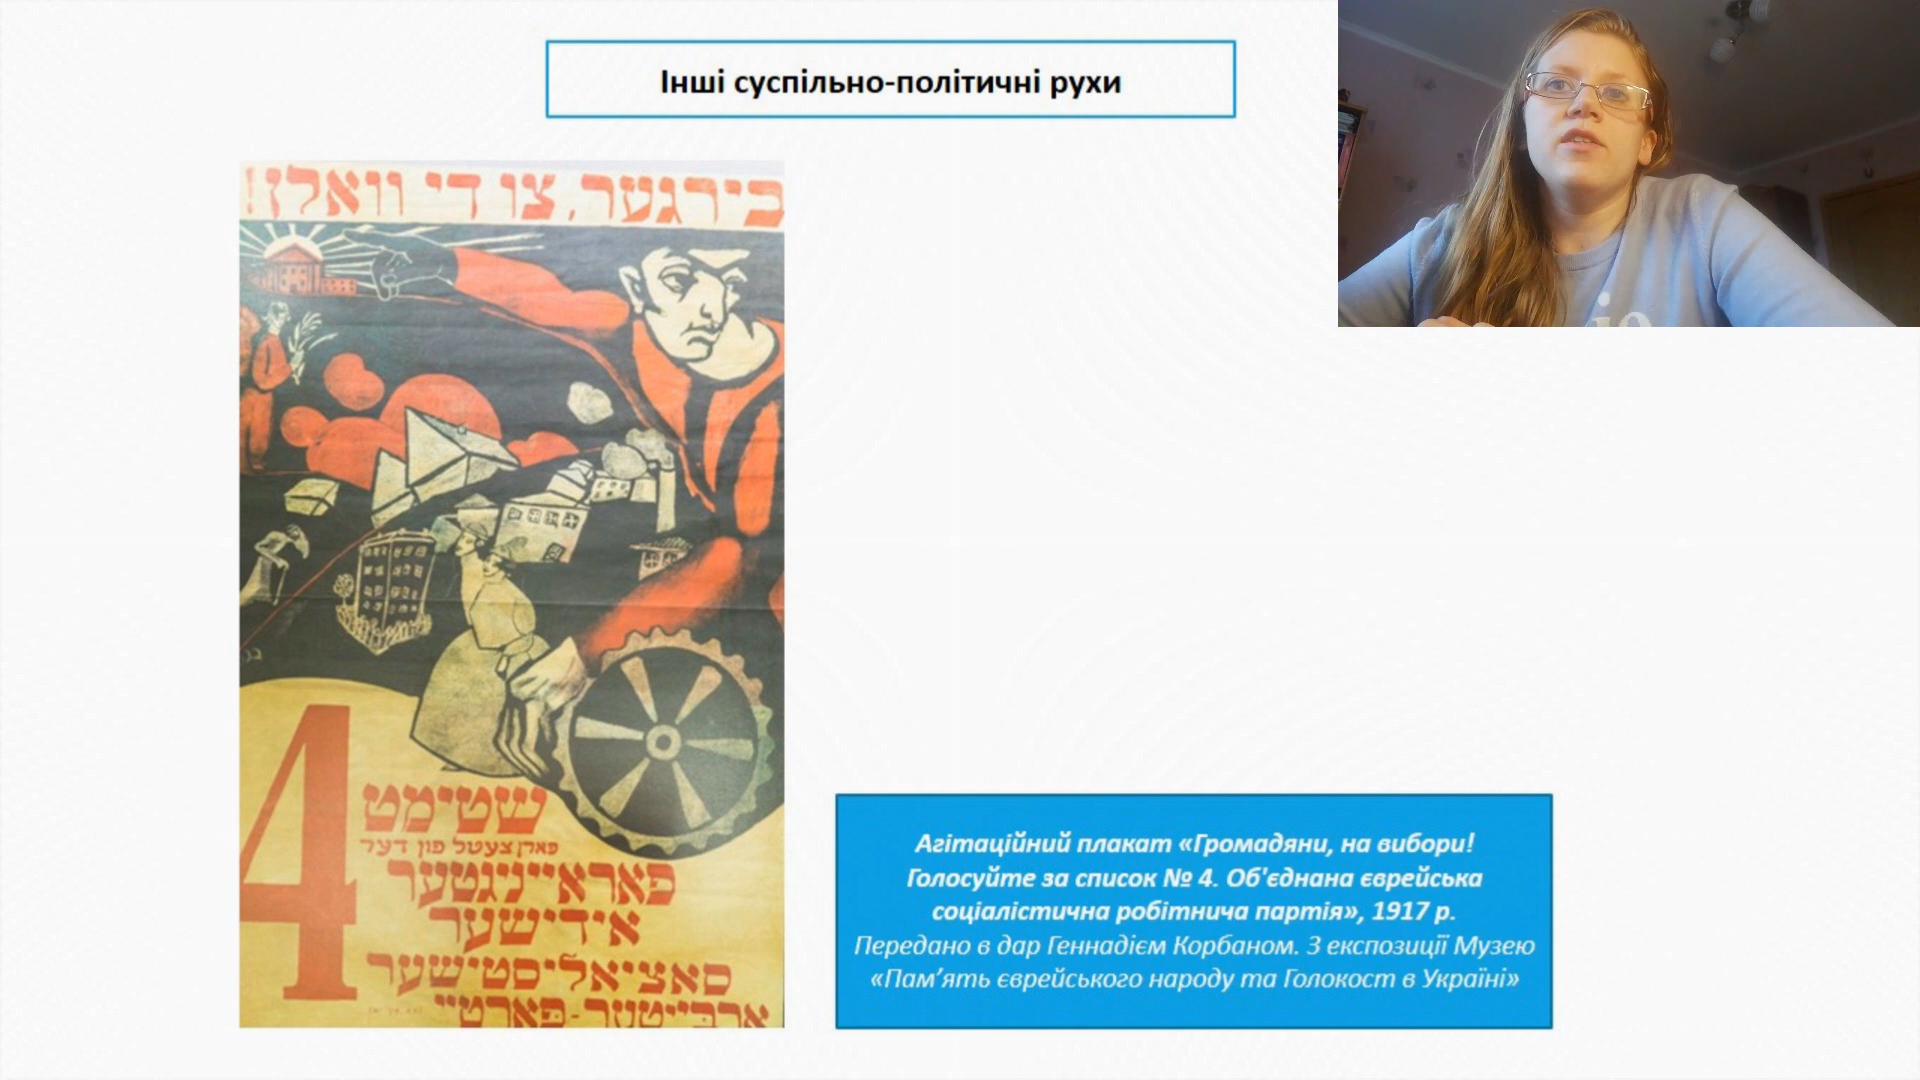 Інші суспільно-політичні рухи
בירגער, צו די וואלן!
4
שטימט
פארן צעטל פון דער
פאראייניגטער
אידישער
סאציאליסטישער
ארבייטער-פארטיי
Агітаційний плакат «Громадяни, на вибори!
Голосуйте за список № 4. Об'єднана єврейська
соціалістична робітнича партія», 1917 р.
Передано в дар Геннадієм Корбаном. З експозиції Музею
«Пам’ять єврейського народу та Голокост в Україні»